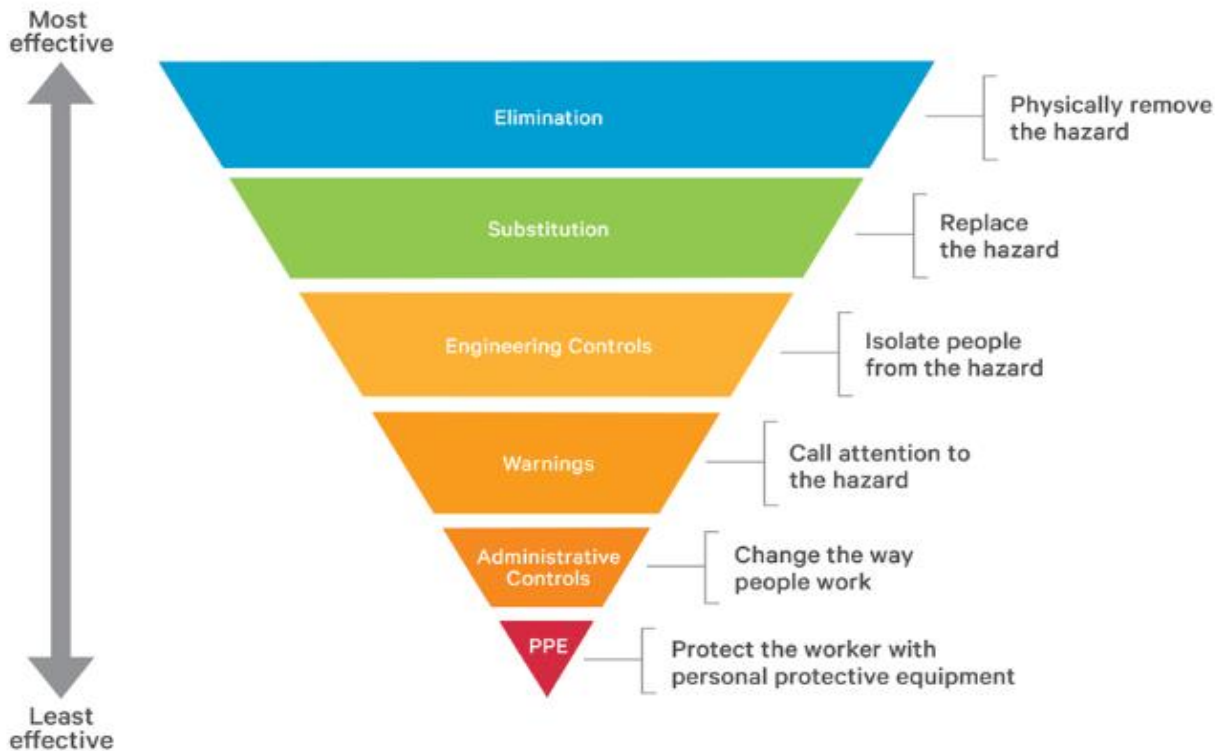 Most
effective
Elimination
Physically remove
the hazard
Substitution
Replace
the hazard
Engineering Controls
Isolate people
from the hazard
Warnings
Call attention to
the hazard
Administrative
Controls
Change the way
people work
PPE
Protect the worker with
personal protective equipment
Least
effective